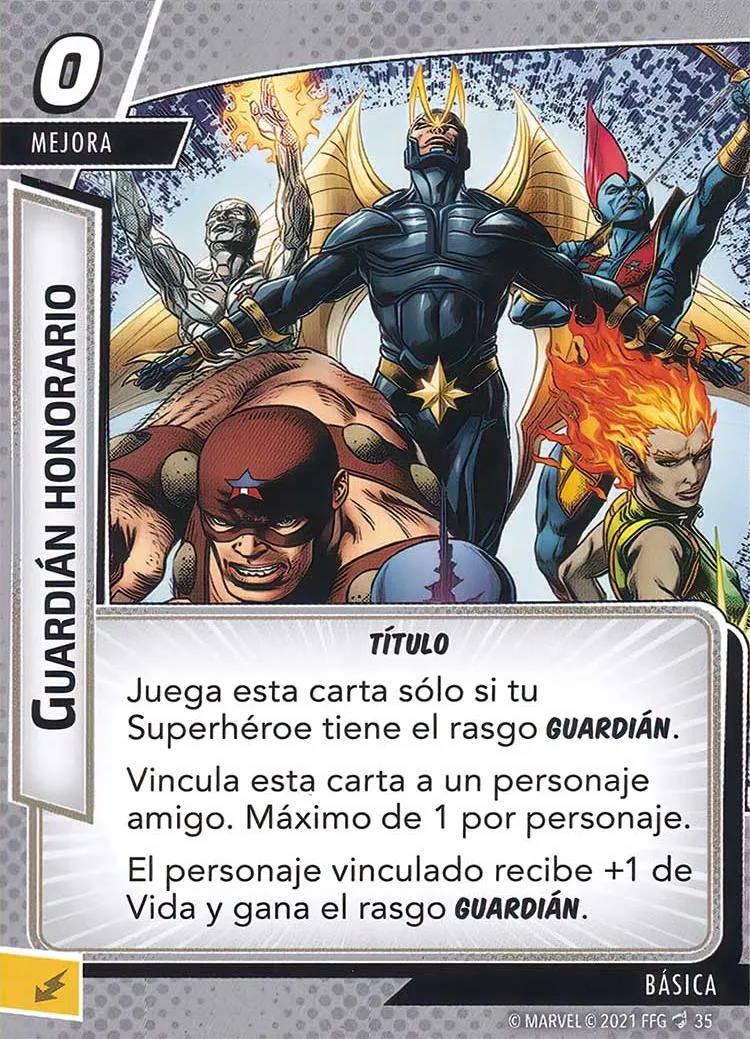 0
MEJORA
GUARDIÁN HONORARIO
TÍTULO
Juega esta carta sólo si tu
Superhéroe tiene el rasgo GUARDIÁN.
Vincula esta carta a un personaje
amigo. Máximo de 1 por personaje.
El personaje vinculado recibe +1 de
Vida y gana el rasgo GUARDIÁN.
BÁSICA
© MARVEL © 2021 FFG 35